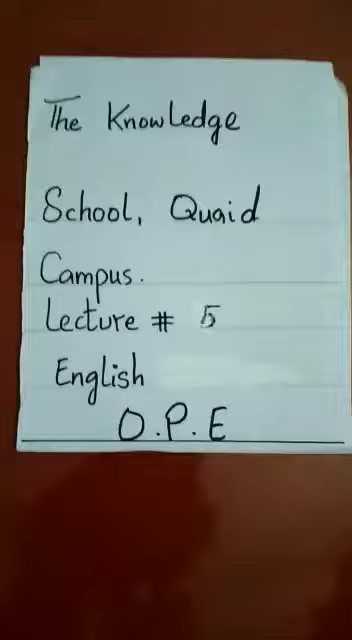 The Knowledge
School, Quaid
Campus.
Lecture # 5
English
O.P.E